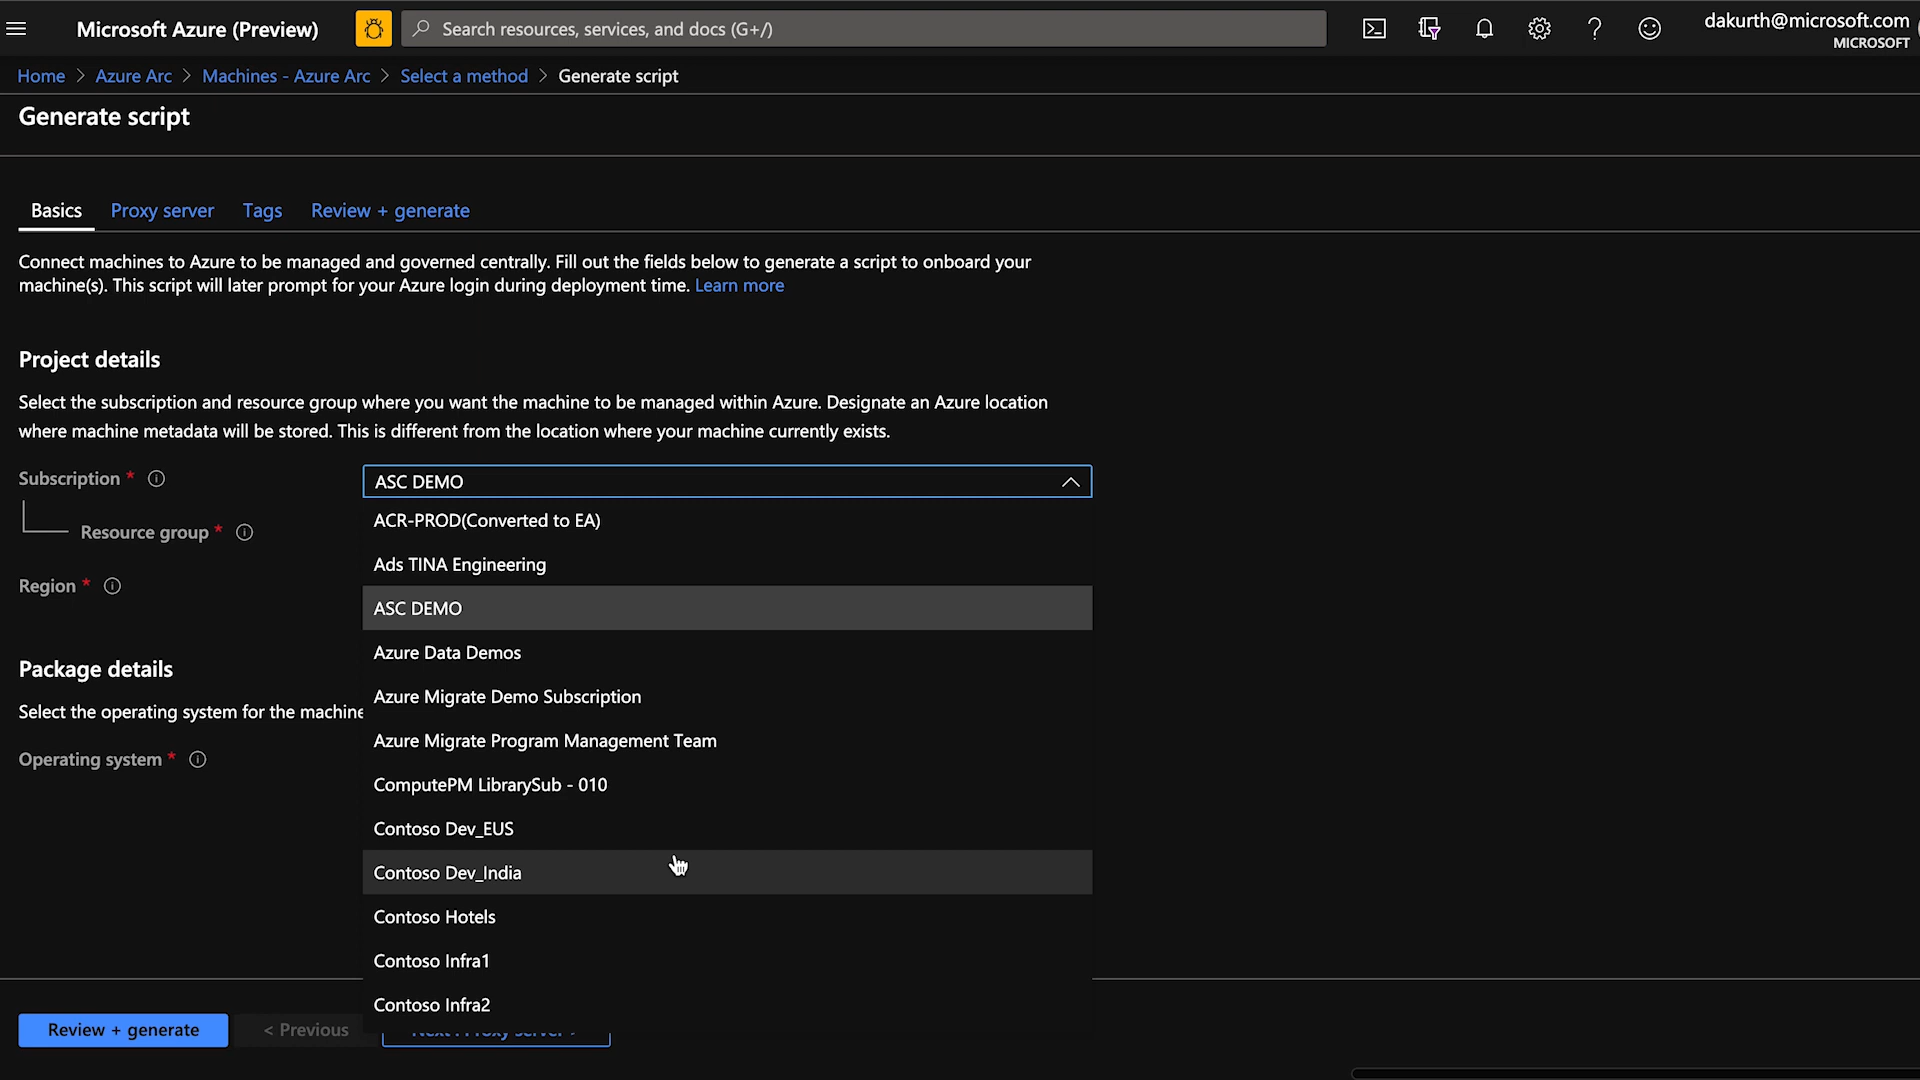 Microsoft Azure (Preview)
Search resources, services, and docs (G+/)
dakurth@microsoft.com
MICROSOFT
Home > Azure Arc > Machines - Azure Arc > Select a method > Generate script
Generate script
Basics Proxy server Tags Review + generate
Connect machines to Azure to be managed and governed centrally. Fill out the fields below to generate a script to onboard your
machine(s). This script will later prompt for your Azure login during deployment time. Learn more
Project details
Select the subscription and resource group where you want the machine to be managed within Azure. Designate an Azure location
where machine metadata will be stored. This is different from the location where your machine currently exists.
Subscription *
ASC DEMO
Resource group *
Region *
ACR-PROD(Converted to EA)
Ads TINA Engineering
ASC DEMO
Azure Data Demos
Azure Migrate Demo Subscription
Azure Migrate Program Management Team
ComputePM LibrarySub - 010
Contoso Dev_EUS
Contoso Dev_India
Contoso Hotels
Contoso Infra1
Contoso Infra2
Package details
Select the operating system for the machine
Operating system *
Review + generate
< Previous
Next : Proxy server >